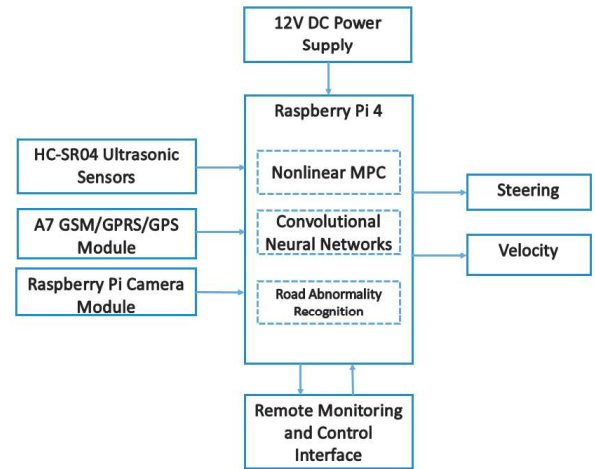 12V DC Power
Supply
Raspberry Pi 4
HC-SR04 Ultrasonic
Sensors
Nonlinear MPC
Steering
A7 GSM/GPRS/GPS
Module
Convolutional
Neural Networks
Velocity
Raspberry Pi Camera
Module
Road Abnormality
Recognition
Remote Monitoring
and Control
Interface